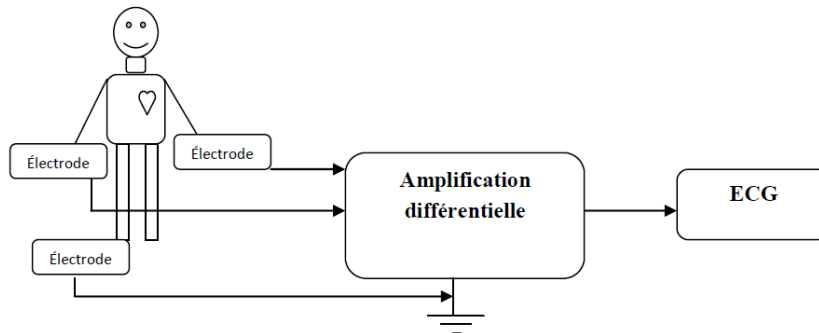 Électrode
Électrode
Électrode
Amplification
différentielle
ECG